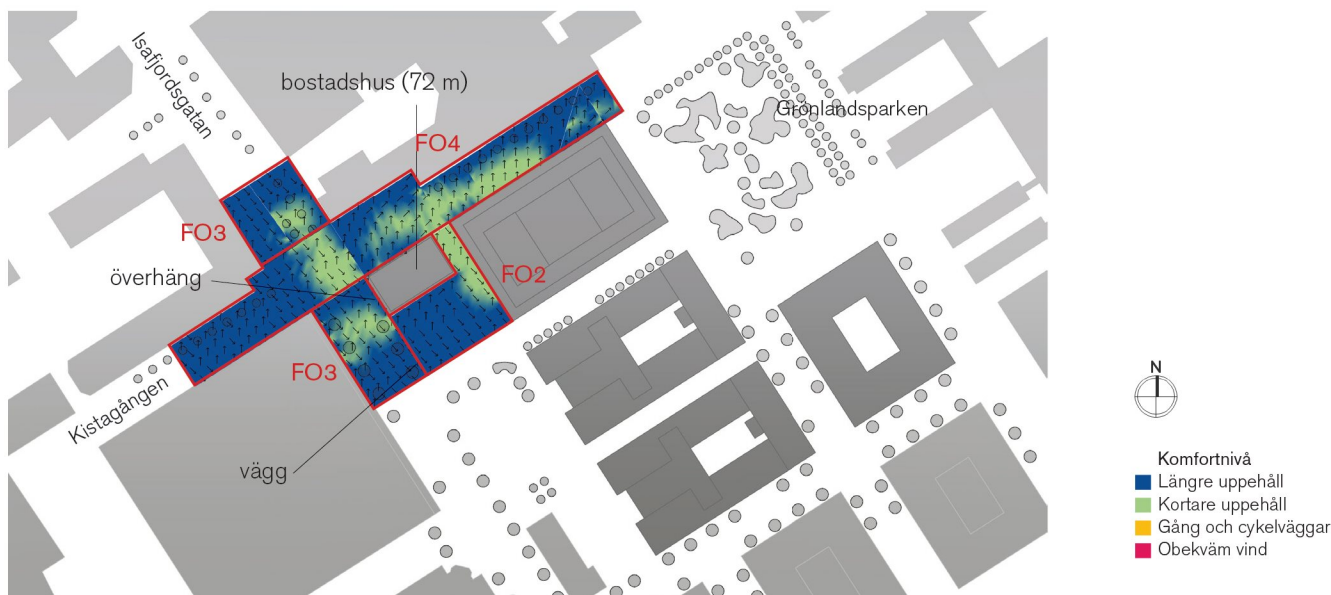 Isafjordsgatan
bostadshus (72 m)
Grönlandsparken
FO4
FO3
FO2
överhäng
FO3
Kistagången
vägg
N
Komfortnivå
Längre uppehåll
Kortare uppehåll
Gång och cykelväggar
Obekväm vind